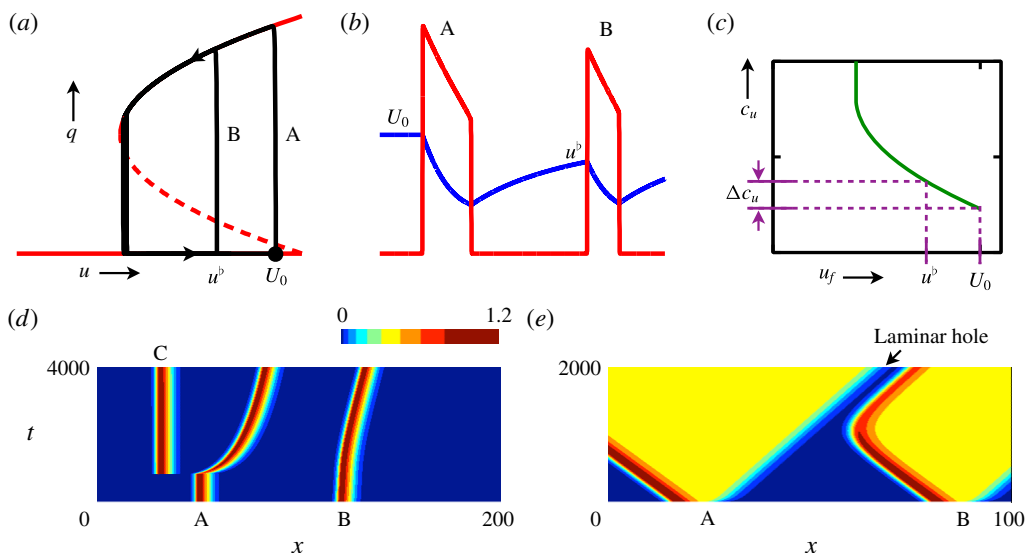 (a)
q
B
A
u
u♭
U0
(b)
A
B
U0
u♭
(c)
cu
Δcu
uf
u♭
U0
(d)
0
1.2
C
4000
t
0
A
B
200
x
(e)
Laminar hole
2000
0
A
B
100
x